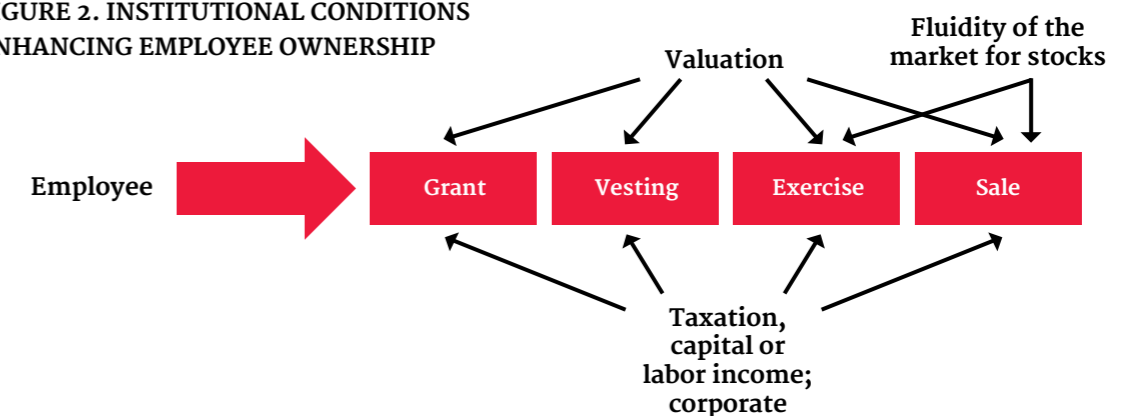 IGURE 2. INSTITUTIONAL CONDITIONS
NHANCING EMPLOYEE OWNERSHIP
Fluidity of the
market for stocks
Valuation
Employee
Grant
Vesting
Exercise
Sale
Taxation,
capital or
labor income;
corporate